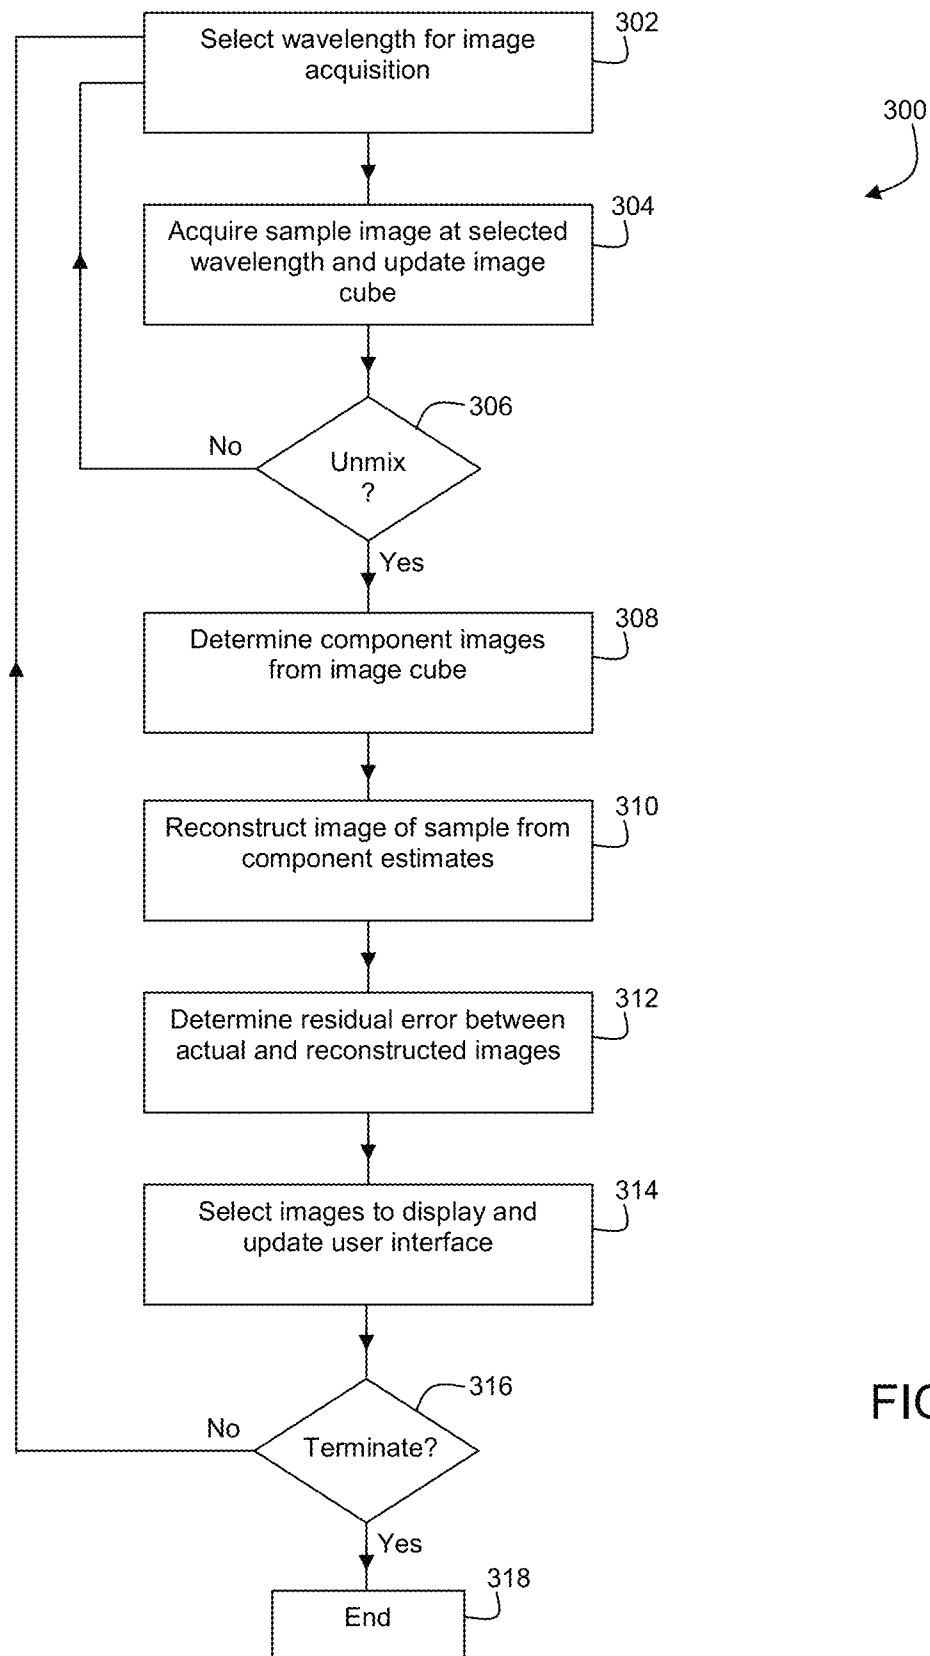 Select wavelength for image
acquisition
302
300
Acquire sample image at selected
wavelength and update image
cube
304
Unmix
?
306
No
Yes
Determine component images
from image cube
308
Reconstruct image of sample from
component estimates
310
Determine residual error between
actual and reconstructed images
312
Select images to display and
update user interface
314
Terminate?
316
No
Yes
End
318